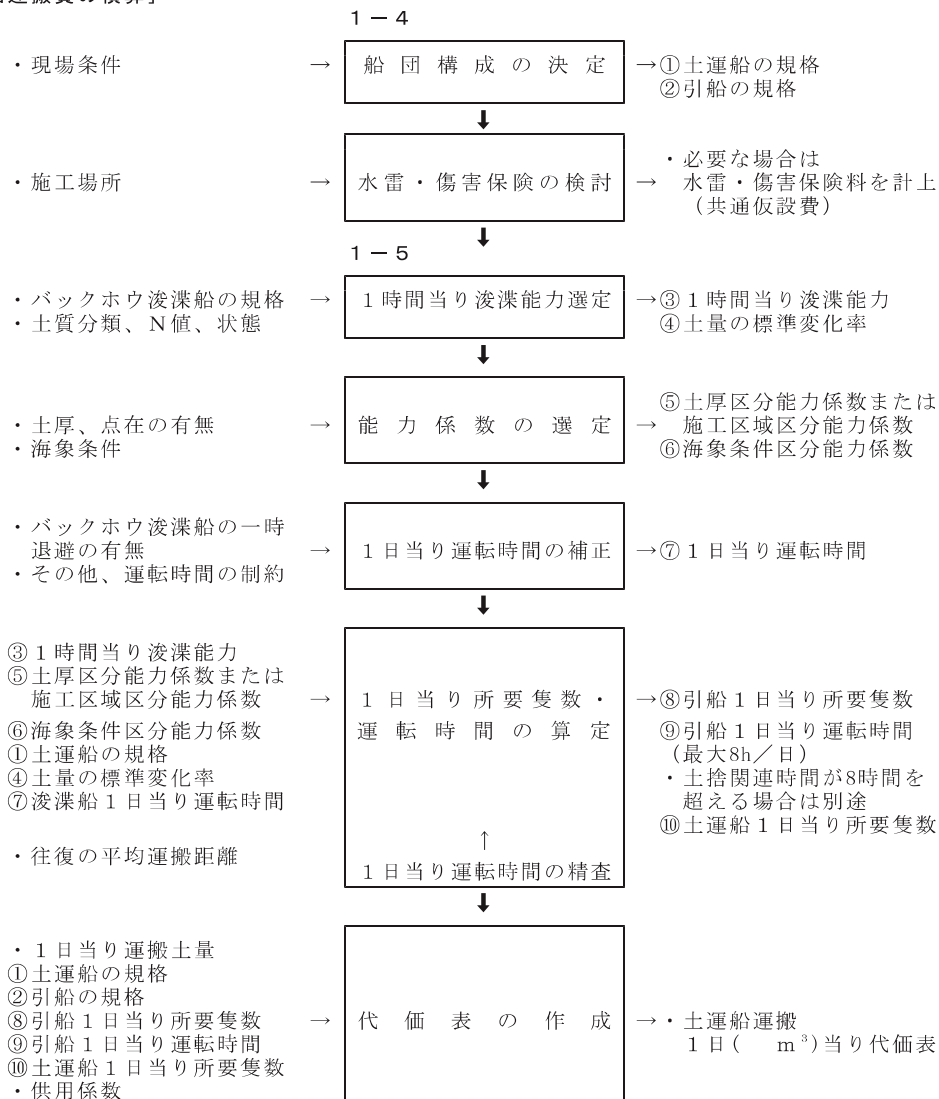 １－４
・現場条件 → 船団構成の決定 →①土運船の規格
②引船の規格
⬇
・施工場所 → 水雷・傷害保険の検討 → ・必要な場合は
水雷・傷害保険料を計上
（共通仮設費）
⬇
１－５
・バックホウ浚渫船の規格 → １時間当り浚渫能力選定 →③１時間当り浚渫能力
・土質分類、Ｎ値、状態
④土量の標準変化率
⬇
・土厚、点在の有無 → 能力係数の選定 → ⑤土厚区分能力係数または
施工区域区分能力係数
・海象条件
⑥海象条件区分能力係数
⬇
・バックホウ浚渫船の一時
退避の有無 → １日当り運転時間の補正 →⑦１日当り運転時間
・その他、運転時間の制約
⬇
③１時間当り浚渫能力
⑤土厚区分能力係数または
施工区域区分能力係数 → １日当り所要隻数・ →⑧引船１日当り所要隻数
⑥海象条件区分能力係数 運転時間の算定 ⑨引船１日当り運転時間
①土運船の規格 （最大8h／日）
④土量の標準変化率 ・土捨関連時間が8時間を
⑦浚渫船１日当り運転時間 超える場合は別途
⑩土運船１日当り所要隻数
↑
・往復の平均運搬距離 １日当り運転時間の精査
⬇
・１日当り運搬土量
①土運船の規格
②引船の規格
⑧引船１日当り所要隻数 → 代価表の作成 →・土運船運搬
⑨引船１日当り運転時間 １日(　　ｍ³)当り代価表
⑩土運船１日当り所要隻数
・供用係数